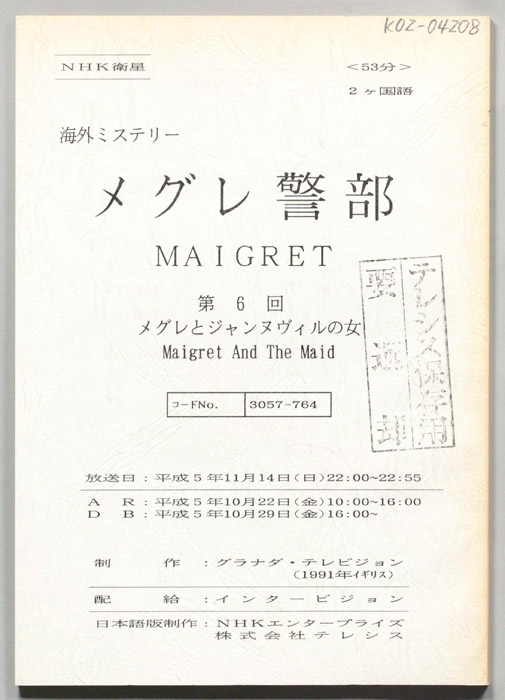 K02-04208
NHK衛星
<53分>
2ヶ国語
海外ミステリー
メグレ警部
MAIGRET
第 6 回
メグレとジャンヌヴィルの女
Maigret And The Maid
テレシス保存用
要返却
コードNo. 3057-764
放送日:平成5年11月14日(日)22:00~22:55
A R:平成5年10月22日(金)10:00~16:00
D B:平成5年10月29日(金)16:00~
制 作:グラナダ・テレビジョン
(1991年イギリス)
配 給:インタービジョン
日本語版制作:NHKエンタープライズ
株式会社テレシス